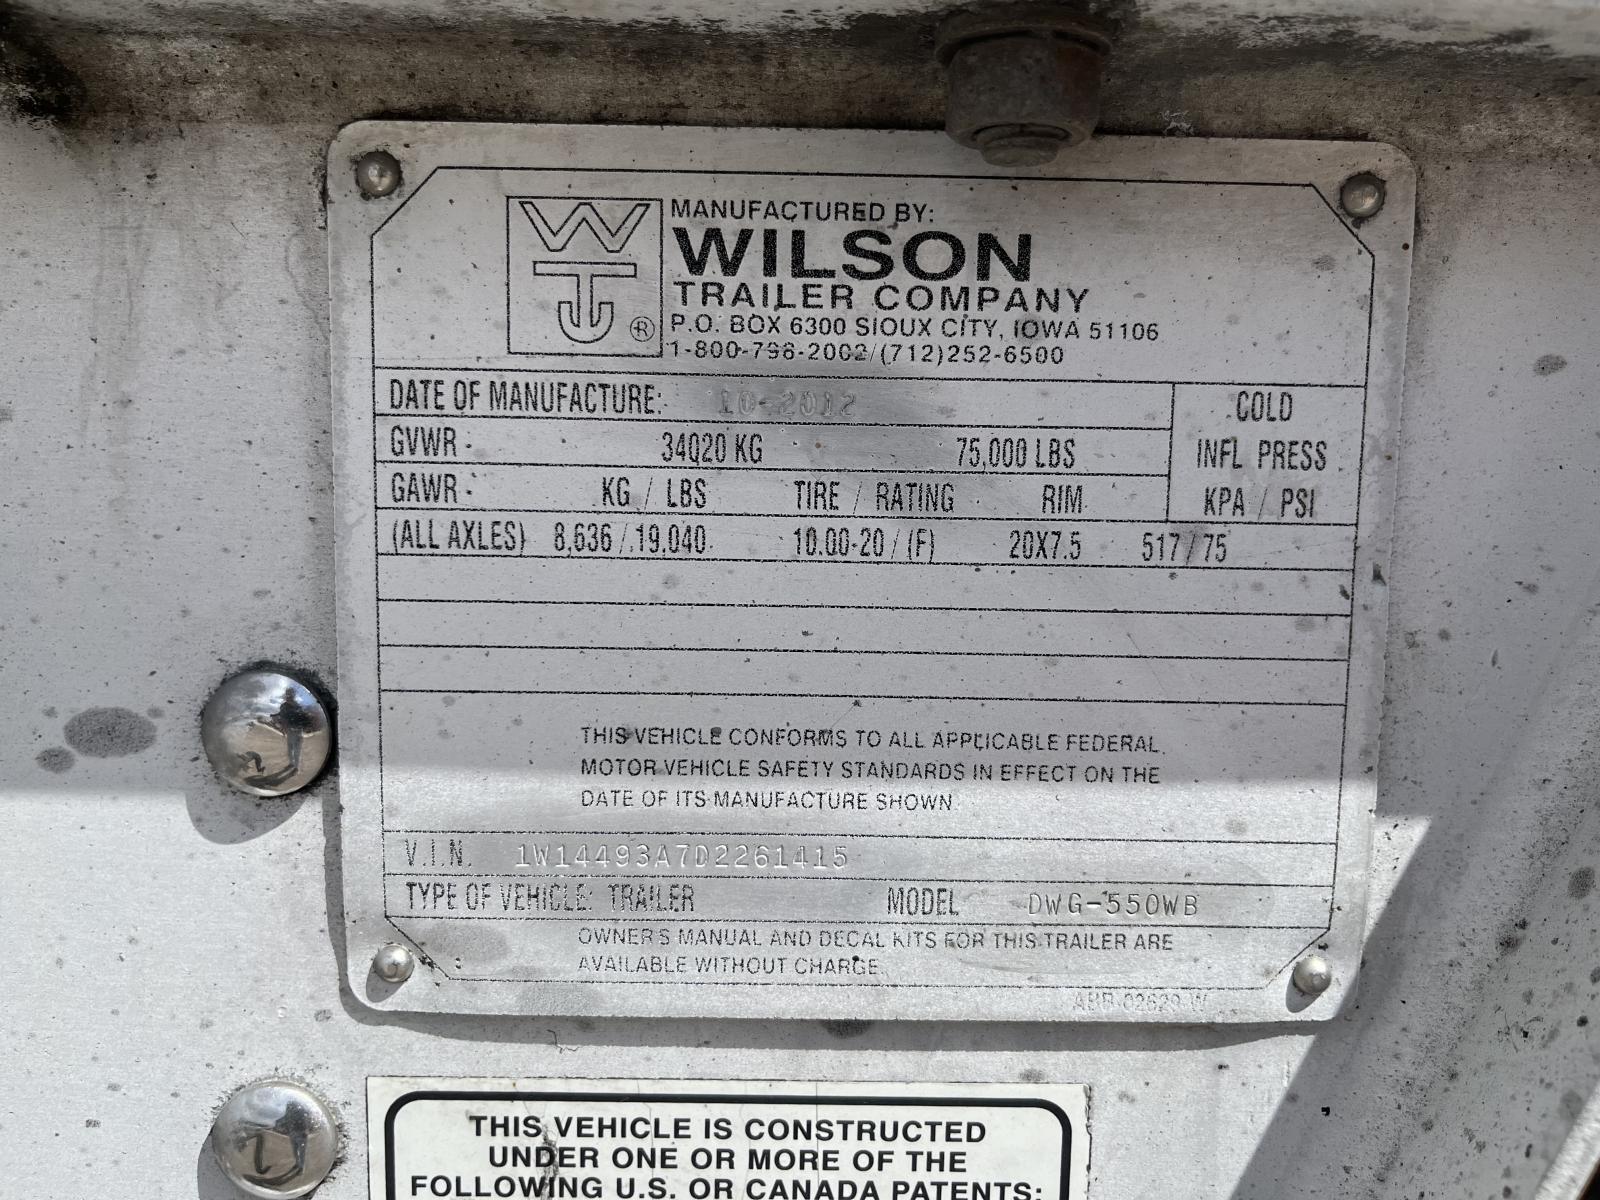 WTJ ®
MANUFACTURED BY:
WILSON
TRAILER COMPANY
P.O. BOX 6300 SIOUX CITY, IOWA 51106
1-800-798-2002/(712)252-6500
DATE OF MANUFACTURE: 10-2012
COLD
GVWR 34020 KG 75,000 LBS
INFL PRESS
GAWR KG / LBS TIRE / RATING RIM
KPA / PSI
(ALL AXLES) 8,636 / 19,040 10.00-20 / (F) 20X7.5 517 / 75
THIS VEHICLE CONFORMS TO ALL APPLICABLE FEDERAL
MOTOR VEHICLE SAFETY STANDARDS IN EFFECT ON THE
DATE OF ITS MANUFACTURE SHOWN
V.I.N. 1W14493A7D2261415
TYPE OF VEHICLE: TRAILER MODEL DWG-550WB
OWNER'S MANUAL AND DECAL KITS FOR THIS TRAILER ARE
AVAILABLE WITHOUT CHARGE.
THIS VEHICLE IS CONSTRUCTED
UNDER ONE OR MORE OF THE
FOLLOWING U.S. OR CANADA PATENTS: